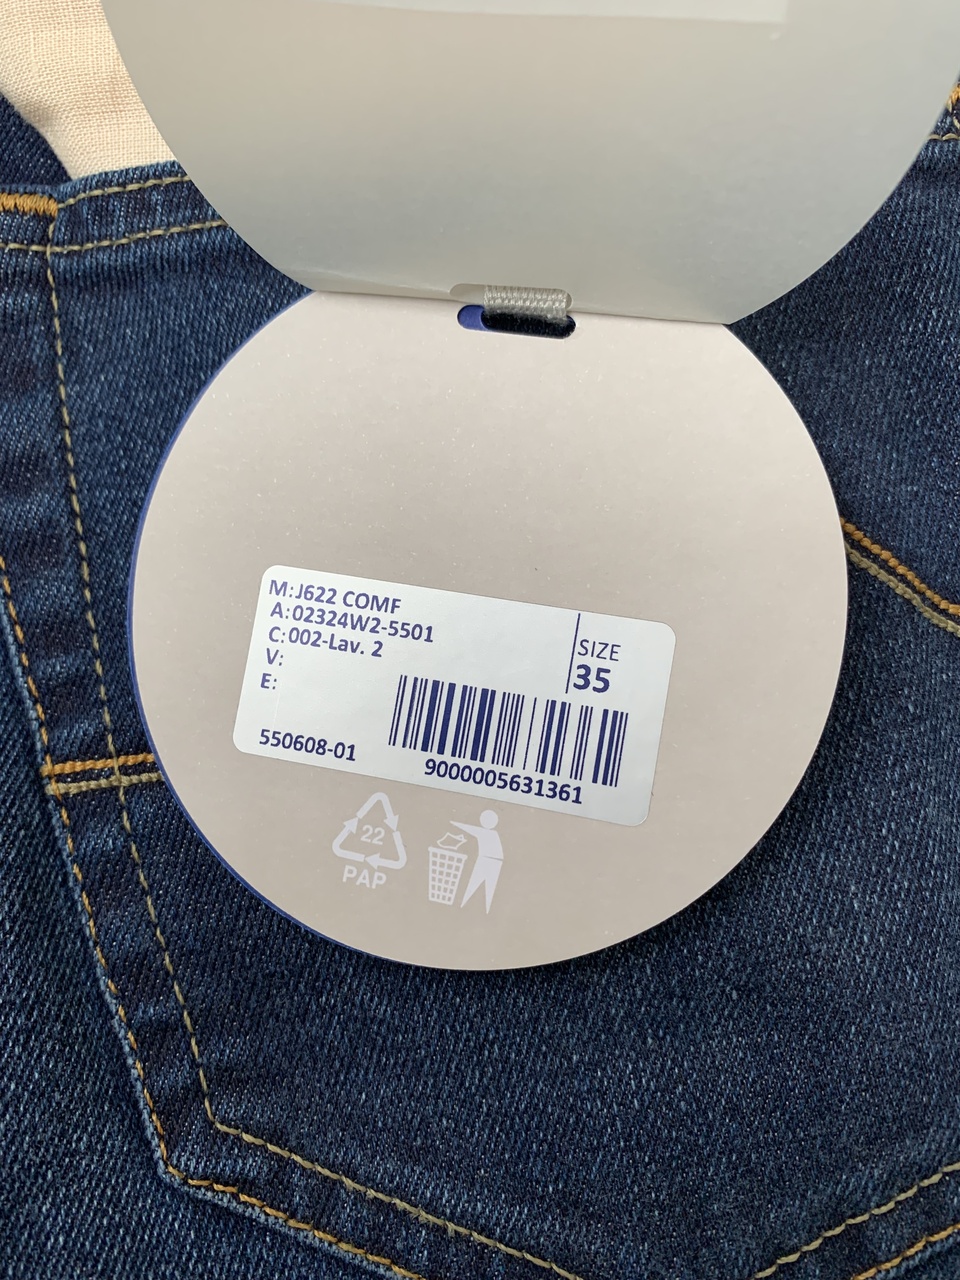 M:J622 COMF
A:02324W2-5501
C:002-Lav. 2
V:
E:
SIZE
35
550608-01
9000005631361
22
PAP